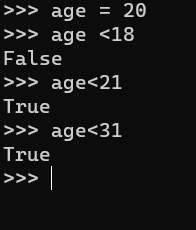 >>> age = 20
>>> age <18
False
>>> age<21
True
>>> age<31
True
>>>